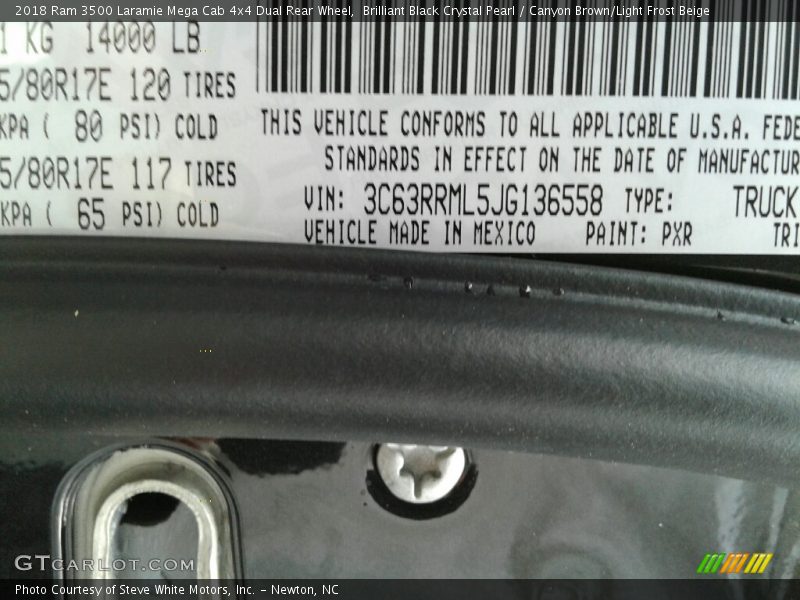 2018 Ram 3500 Laramie Mega Cab 4x4 Dual Rear Wheel, Brilliant Black Crystal Pearl / Canyon Brown/Light Frost Beige
1 KG 14000 LB
5/80R17E 120 TIRES
KPA ( 80 PSI) COLD
5/80R17E 117 TIRES
KPA ( 65 PSI) COLD
THIS VEHICLE CONFORMS TO ALL APPLICABLE U.S.A. FEDE
STANDARDS IN EFFECT ON THE DATE OF MANUFACTUR
VIN: 3C63RRML5JG136558 TYPE: TRUCK
VEHICLE MADE IN MEXICO PAINT: PXR TRI
GTCARLOT.COM
Photo Courtesy of Steve White Motors, Inc. – Newton, NC